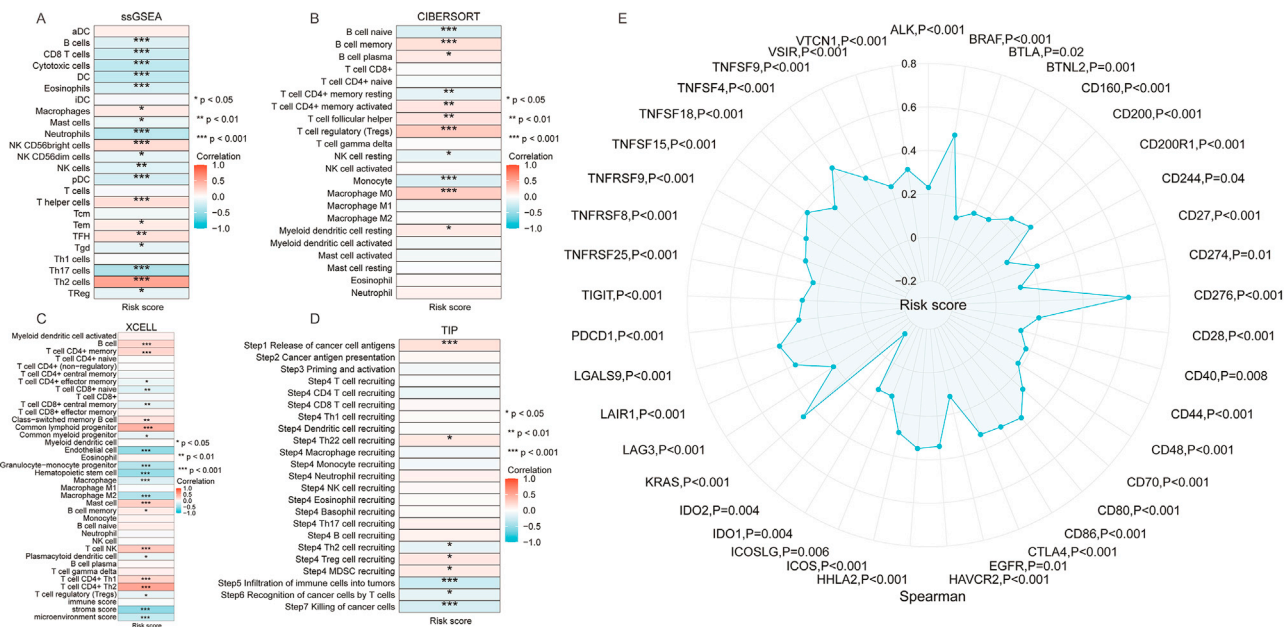 A
ssGSEA
aDC
B cells ***
CD8 T cells ***
Cytotoxic cells ***
DC ***
Eosinophils ***
iDC
Macrophages *
Mast cells *
Neutrophils ***
NK CD56bright cells ***
NK CD56dim cells *
NK cells **
pDC ***
T cells
T helper cells ***
Tcm
Tem *
TFH **
Tgd *
Th1 cells
Th17 cells ***
Th2 cells ***
TReg *
Risk score
* p < 0.05
** p < 0.01
*** p < 0.001
Correlation
1.0
0.5
0.0
−0.5
−1.0
B
CIBERSORT
B cell naive ***
B cell memory ***
B cell plasma *
T cell CD8+
T cell CD4+ naive
T cell CD4+ memory resting **
T cell CD4+ memory activated **
T cell follicular helper **
T cell regulatory (Tregs) ***
T cell gamma delta
NK cell resting *
NK cell activated
Monocyte ***
Macrophage M0 ***
Macrophage M1
Macrophage M2
Myeloid dendritic cell resting *
Myeloid dendritic cell activated
Mast cell activated
Mast cell resting
Eosinophil
Neutrophil
Risk score
* p < 0.05
** p < 0.01
*** p < 0.001
Correlation
1.0
0.5
0.0
−0.5
−1.0
C
XCELL
Myeloid dendritic cell activated
B cell ***
T cell CD4+ memory ***
T cell CD4+ naive
T cell CD4+ (non−regulatory)
T cell CD4+ central memory
T cell CD4+ effector memory *
T cell CD8+ naive **
T cell CD8+
T cell CD8+ central memory **
T cell CD8+ effector memory
Class−switched memory B cell **
Common lymphoid progenitor ***
Common myeloid progenitor *
Myeloid dendritic cell
Endothelial cell ***
Eosinophil
Granulocyte−monocyte progenitor ***
Hematopoietic stem cell ***
Macrophage ***
Macrophage M1
Macrophage M2 ***
Mast cell ***
B cell memory *
Monocyte
B cell naive
Neutrophil
NK cell
T cell NK ***
Plasmacytoid dendritic cell *
B cell plasma
T cell gamma delta
T cell CD4+ Th1 ***
T cell CD4+ Th2 ***
T cell regulatory (Tregs) *
immune score
stroma score ***
microenvironment score ***
Risk score
* p < 0.05
** p < 0.01
*** p < 0.001
Correlation
1.0
0.5
0.0
−0.5
−1.0
D
TIP
Step1 Release of cancer cell antigens ***
Step2 Cancer antigen presentation
Step3 Priming and activation
Step4 T cell recruiting
Step4 CD4 T cell recruiting
Step4 CD8 T cell recruiting
Step4 Th1 cell recruiting
Step4 Dendritic cell recruiting
Step4 Th22 cell recruiting *
Step4 Macrophage recruiting
Step4 Monocyte recruiting
Step4 Neutrophil recruiting
Step4 NK cell recruiting
Step4 Eosinophil recruiting
Step4 Basophil recruiting
Step4 Th17 cell recruiting
Step4 B cell recruiting
Step4 Th2 cell recruiting *
Step4 Treg cell recruiting *
Step4 MDSC recruiting *
Step5 Infiltration of immune cells into tumors ***
Step6 Recognition of cancer cells by T cells *
Step7 Killing of cancer cells ***
Risk score
* p < 0.05
** p < 0.01
*** p < 0.001
Correlation
1.0
0.5
0.0
−0.5
−1.0
E
ALK,P<0.001
BRAF,P<0.001
BTLA,P=0.02
BTNL2,P=0.001
CD160,P<0.001
CD200,P<0.001
CD200R1,P<0.001
CD244,P=0.04
CD27,P<0.001
CD274,P=0.01
CD276,P<0.001
CD28,P<0.001
CD40,P=0.008
CD44,P<0.001
CD48,P<0.001
CD70,P<0.001
CD80,P<0.001
CD86,P<0.001
CTLA4,P<0.001
EGFR,P=0.01
HAVCR2,P<0.001
HHLA2,P<0.001
ICOS,P<0.001
ICOSLG,P=0.006
IDO1,P=0.004
IDO2,P=0.004
KRAS,P<0.001
LAG3,P<0.001
LAIR1,P<0.001
LGALS9,P<0.001
PDCD1,P<0.001
TIGIT,P<0.001
TNFRSF25,P<0.001
TNFRSF8,P<0.001
TNFRSF9,P<0.001
TNFSF15,P<0.001
TNFSF18,P<0.001
TNFSF4,P<0.001
TNFSF9,P<0.001
VSIR,P<0.001
VTCN1,P<0.001
0.8
0.6
0.4
0.2
0
−0.2
Risk score
Spearman